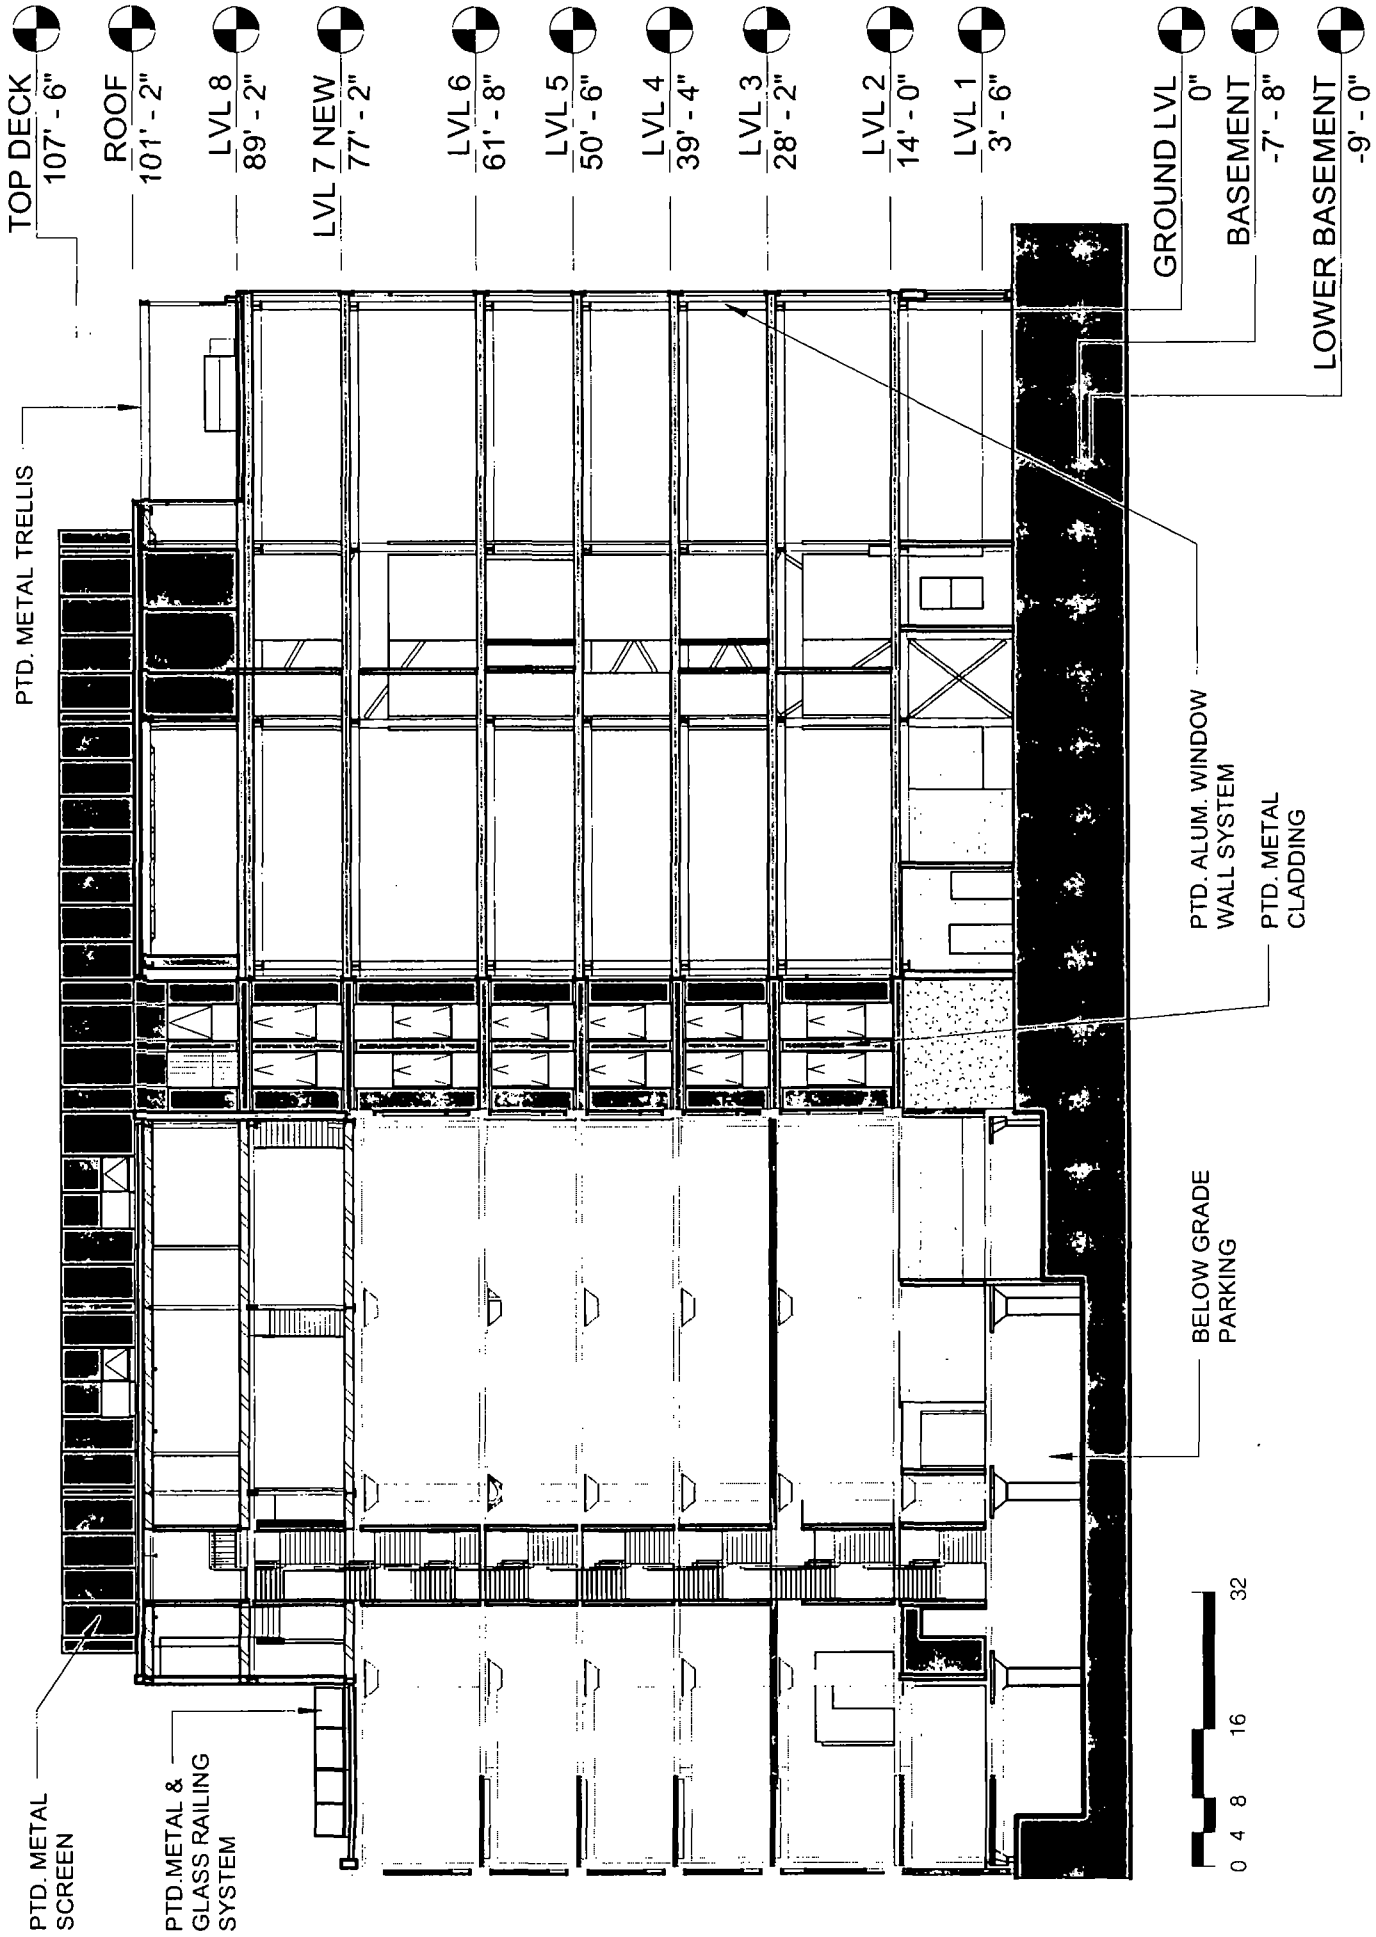 TOP DECK
107' - 6"
ROOF
101' - 2"
LVL 8
89' - 2"
LVL 7 NEW
77' - 2"
LVL 6
61' - 8"
LVL 5
50' - 6"
LVL 4
39' - 4"
LVL 3
28' - 2"
LVL 2
14' - 0"
LVL 1
3' - 6"
GROUND LVL
0"
BASEMENT
-7' - 8"
LOWER BASEMENT
-9' - 0"
PTD. METAL TRELLIS
PTD. METAL
SCREEN
PTD.METAL &
GLASS RAILING
SYSTEM
PTD. ALUM. WINDOW
WALL SYSTEM
PTD. METAL
CLADDING
BELOW GRADE
PARKING
0 4 8 16 32